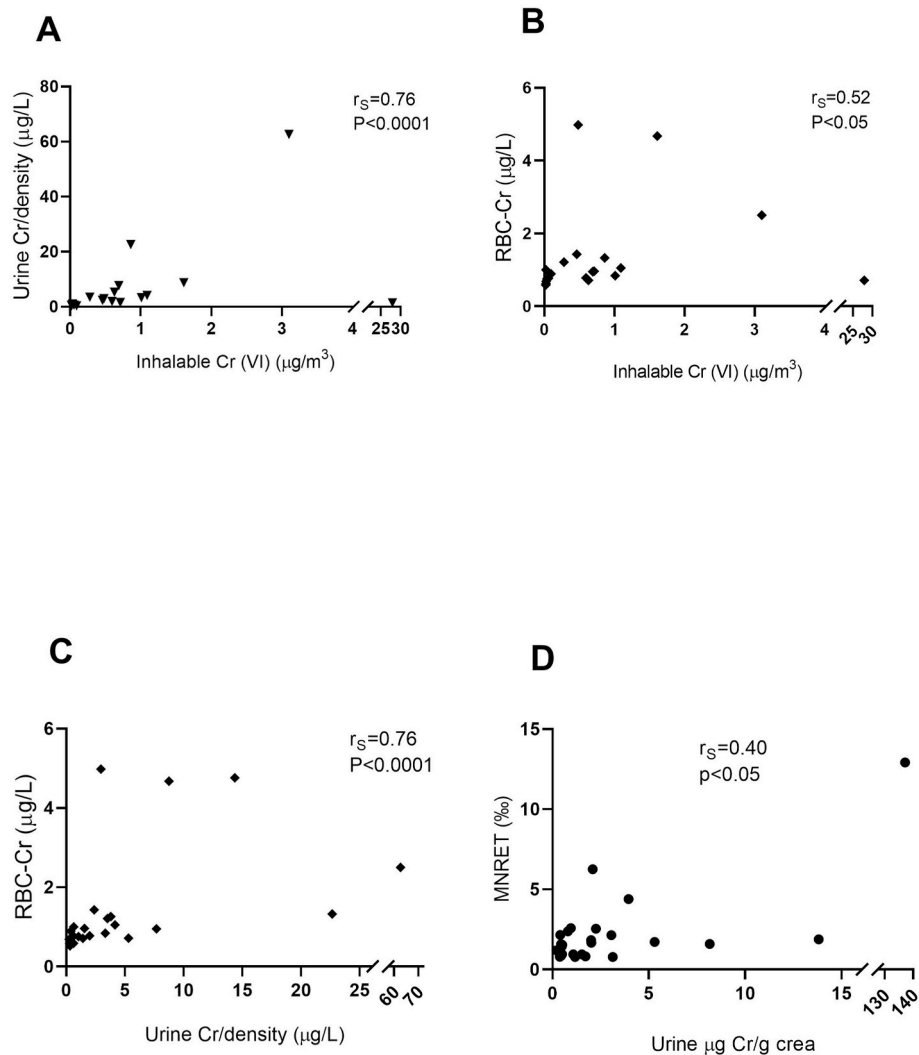 A
Urine Cr/density (μg/L)
80
60
40
20
0
rS=0.76
P<0.0001
0 1 2 3 4 25 30
Inhalable Cr (VI) (μg/m3)
B
RBC-Cr (μg/L)
6
4
2
0
rS=0.52
P<0.05
0 1 2 3 4 25 30
Inhalable Cr (VI) (μg/m3)
C
RBC-Cr (μg/L)
6
4
2
0
rS=0.76
P<0.0001
0 5 10 15 20 25 60 70
Urine Cr/density (μg/L)
D
MNRET (‰)
15
10
5
0
rS=0.40
p<0.05
0 5 10 15 130 140
Urine μg Cr/g crea